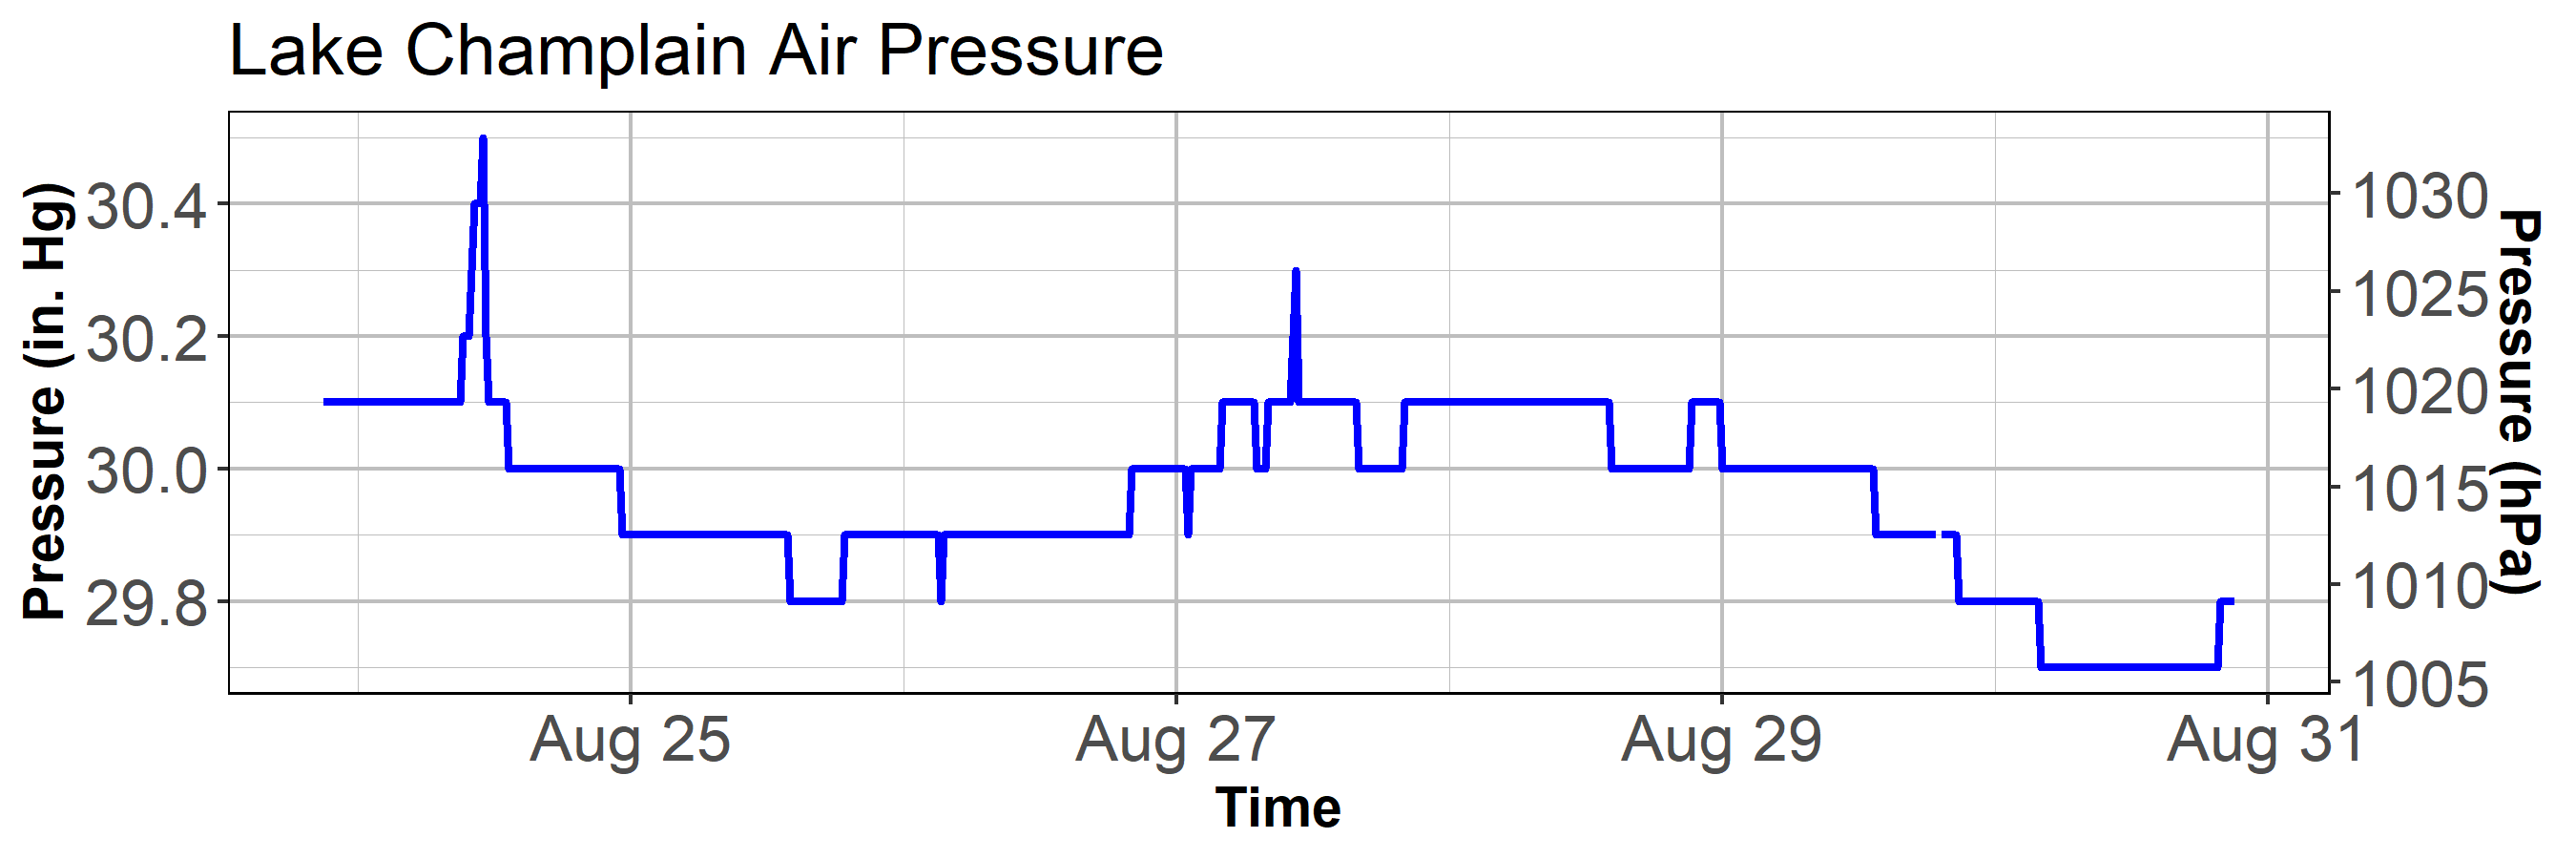 Lake Champlain Air Pressure
Pressure (in. Hg)
30.4
30.2
30.0
29.8
1030
1025
1020
1015
1010
1005
Pressure (hPa)
Aug 25
Aug 27
Aug 29
Aug 31
Time